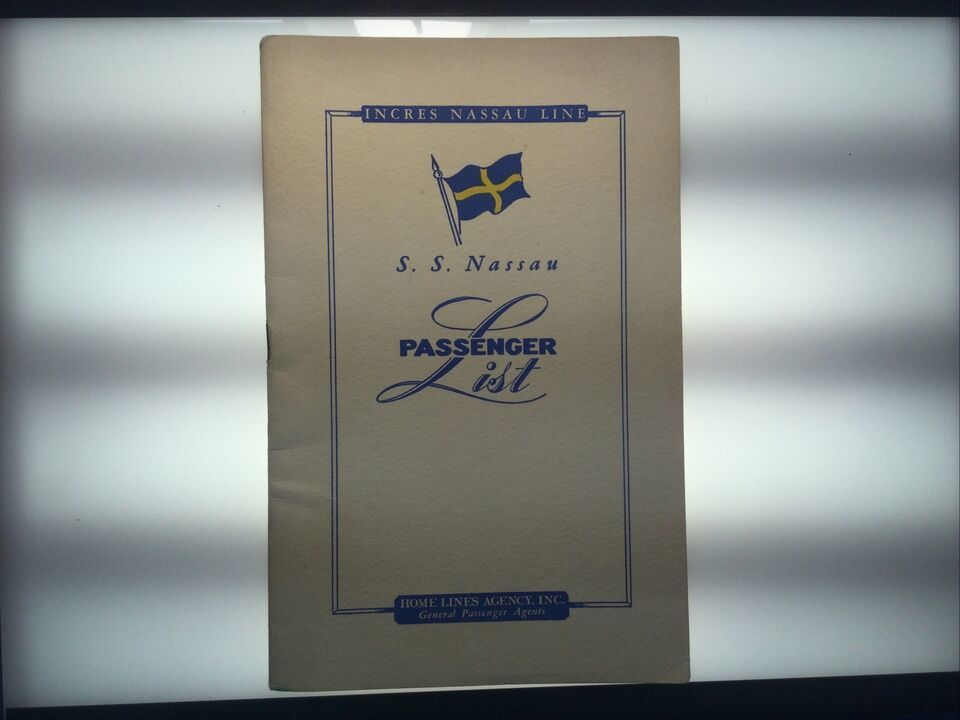 INCRES NASSAU LINE
S. S. Nassau
PASSENGER
List
HOME LINES AGENCY, INC.
General Passenger Agents